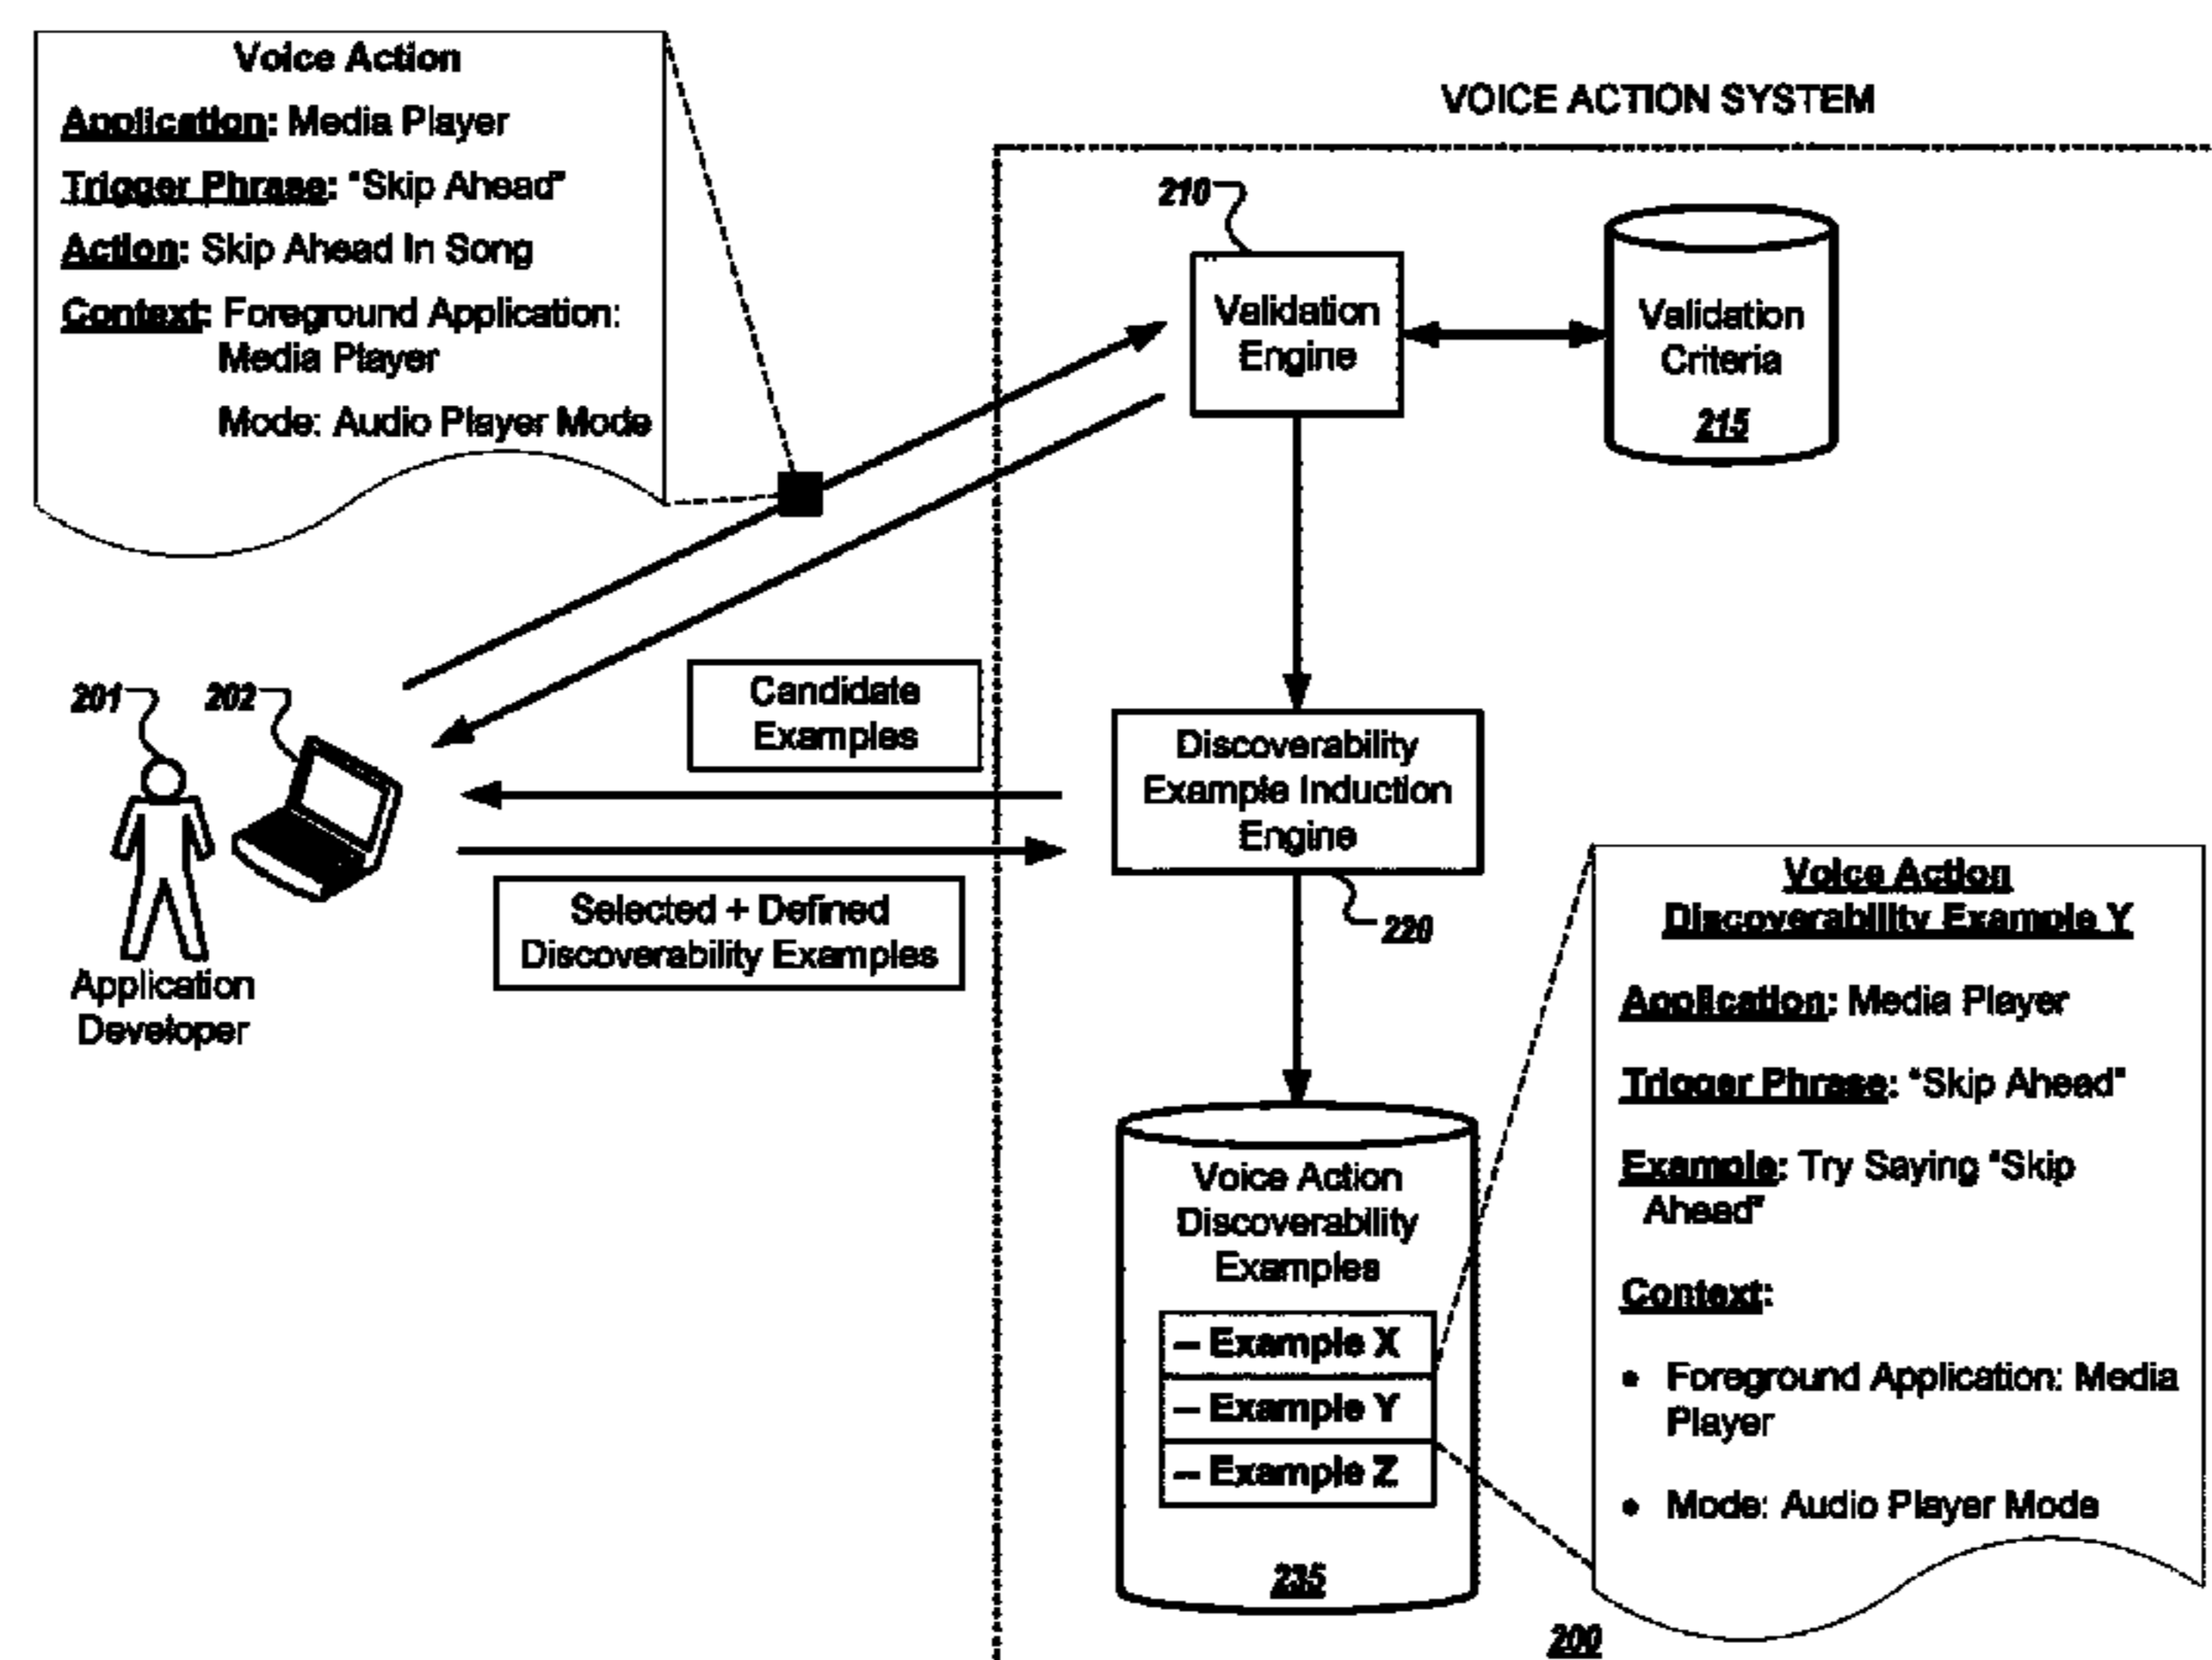 Voice Action
Application: Media Player
Trigger Phrase: "Skip Ahead"
Action: Skip Ahead In Song
Context: Foreground Application:
Media Player
Mode: Audio Player Mode
VOICE ACTION SYSTEM
210
Validation
Engine
Validation
Criteria
215
201
202
Candidate
Examples
Discoverability
Example Induction
Engine
220
Selected + Defined
Discoverability Examples
Application
Developer
Voice Action
Discoverability
Examples
– Example X
– Example Y
– Example Z
235
Voice Action
Discoverability Example Y
Application: Media Player
Trigger Phrase: "Skip Ahead"
Example: Try Saying "Skip
Ahead"
Context:
• Foreground Application: Media
Player
• Mode: Audio Player Mode
200